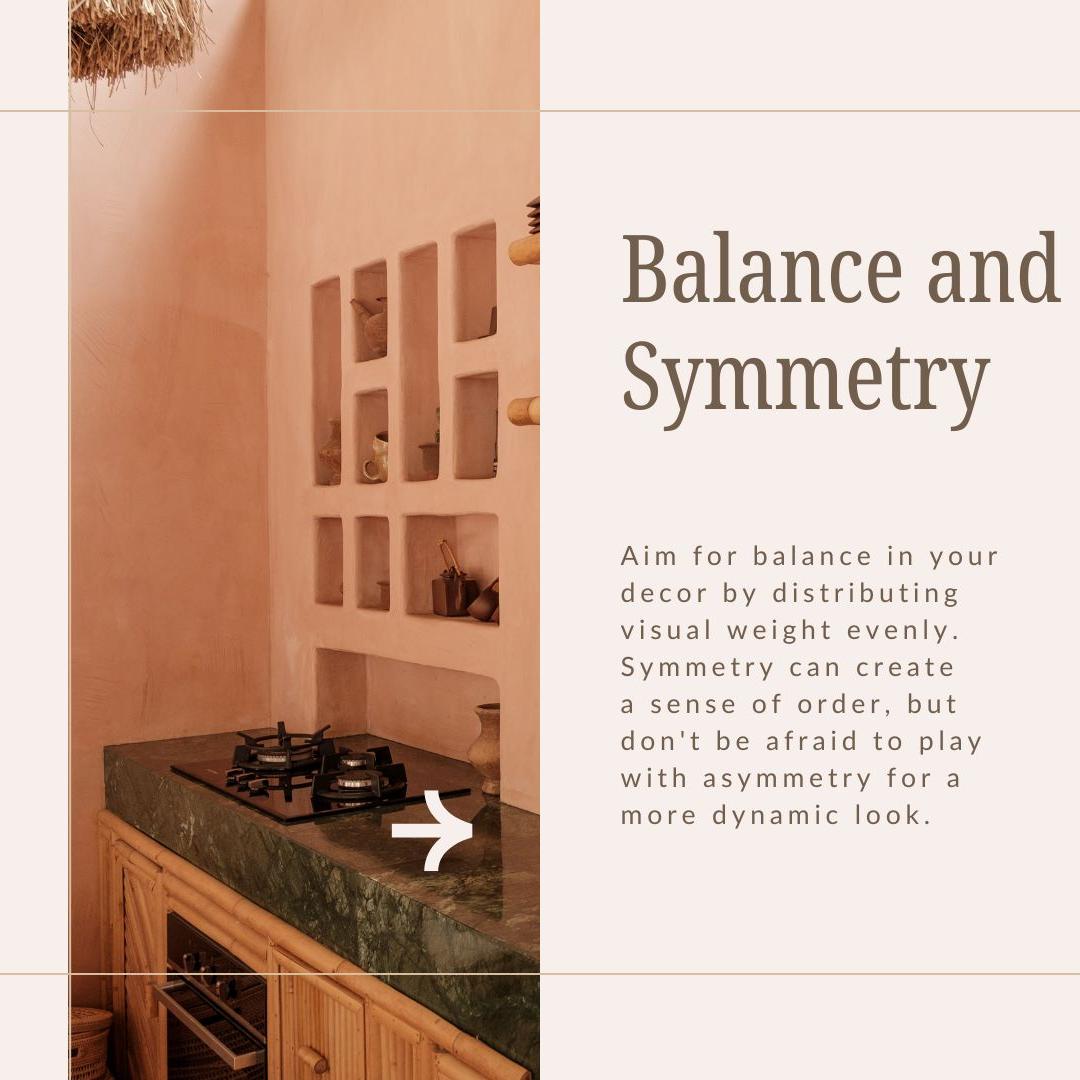 Balance and
Symmetry
Aim for balance in your
decor by distributing
visual weight evenly.
Symmetry can create
a sense of order, but
don't be afraid to play
with asymmetry for a
more dynamic look.